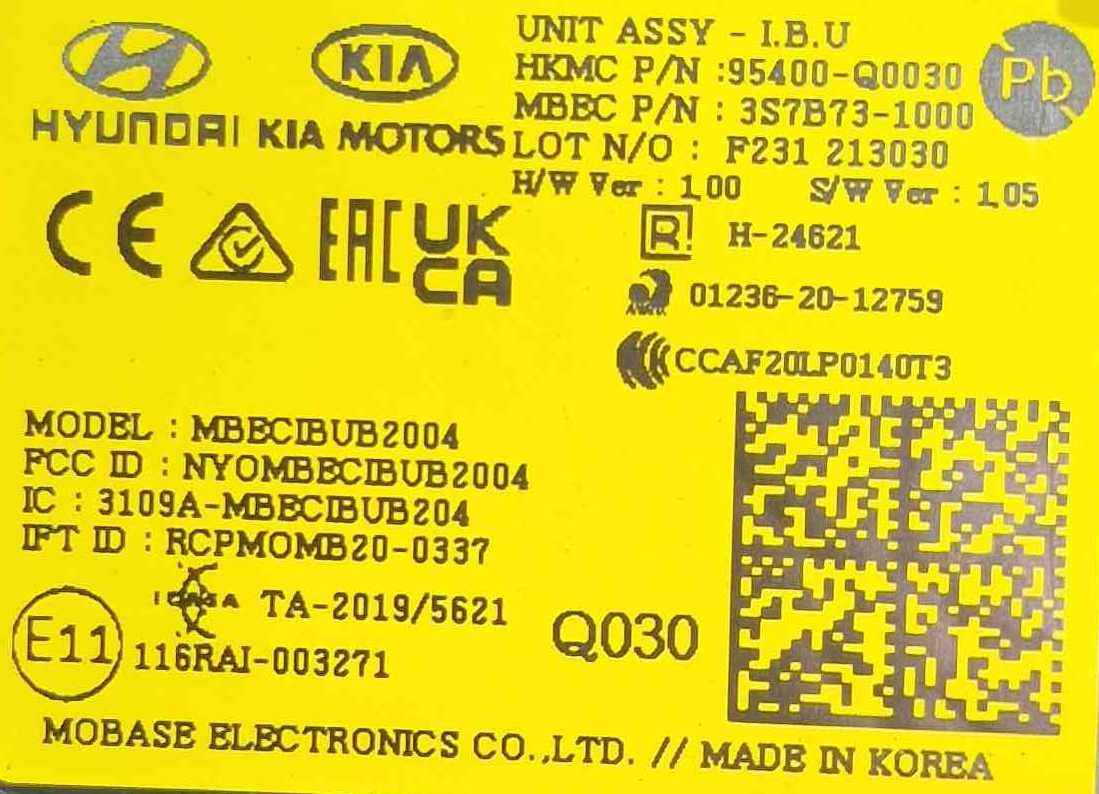 HYUNDAI KIA MOTORS
KIA
UNIT ASSY - I.B.U
HKMC P/N :95400-Q0030
MBEC P/N : 3S7B73-1000
LOT N/O : F231 213030
H/W Ver : 1.00 S/W Ver : 1.05
Pb
CE EAC UK CA
R! H-24621
ANATEL 01236-20-12759
CCAF20LP0140T3
MODEL : MBECIBUB2004
FCC ID : NYOMBECIBUB2004
IC : 3109A-MBECIBUB204
IFT ID : RCPMOMB20-0337
ICASA TA-2019/5621
E11 116RAI-003271
Q030
MOBASE ELECTRONICS CO.,LTD. // MADE IN KOREA